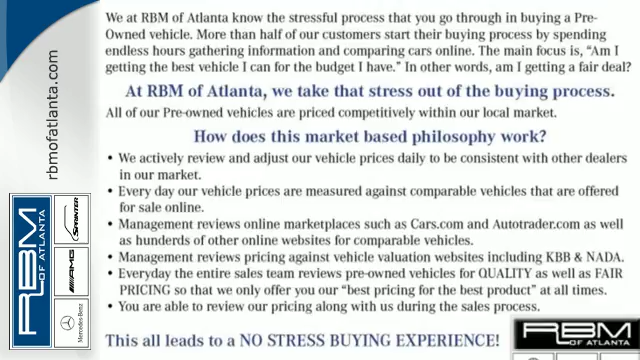 We at RBM of Atlanta know the stressful process that you go through in buying a Pre-
Owned vehicle. More than half of our customers start their buying process by spending
endless hours gathering information and comparing cars online. The main focus is, "Am I
getting the best vehicle I can for the budget I have." In other words, am I getting a fair deal?
At RBM of Atlanta, we take that stress out of the buying process.
All of our Pre-owned vehicles are priced competitively within our local market.
How does this market based philosophy work?
• We actively review and adjust our vehicle prices daily to be consistent with other dealers
in our market.
• Every day our vehicle prices are measured against comparable vehicles that are offered
for sale online.
• Management reviews online marketplaces such as Cars.com and Autotrader.com as well
as hunderds of other online websites for comparable vehicles.
• Management reviews pricing against vehicle valuation websites including KBB & NADA.
• Everyday the entire sales team reviews pre-owned vehicles for QUALITY as well as FAIR
PRICING so that we only offer you our "best pricing for the best product" at all times.
• You are able to review our pricing along with us during the sales process.
This all leads to a NO STRESS BUYING EXPERIENCE!
rbmofatlanta.com
RBM
OF ATLANTA
SPRINTER
AMG
Mercedes-Benz
RBM
OF ATLANTA